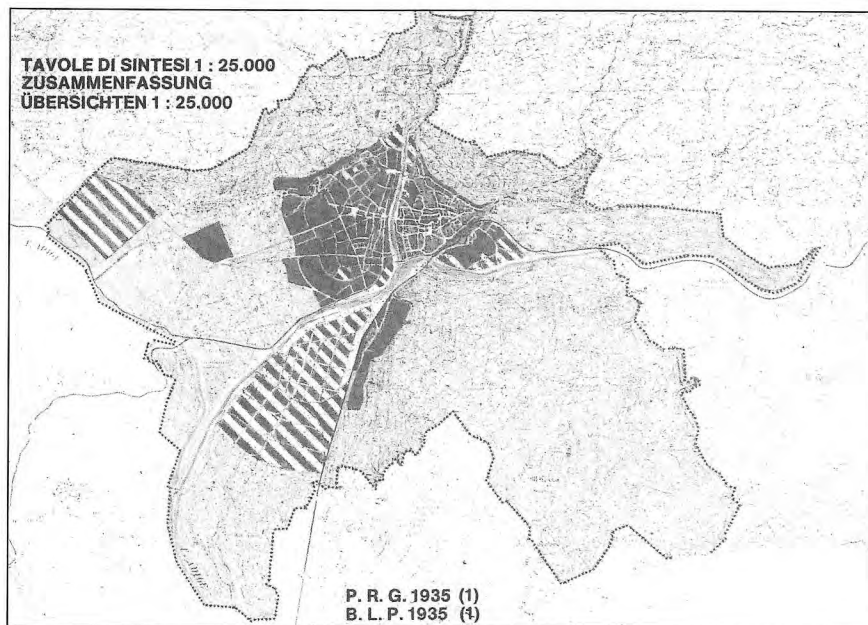 TAVOLE DI SINTESI 1 : 25.000
ZUSAMMENFASSUNG
ÜBERSICHTEN 1 : 25.000
P. R. G. 1935 (1)
B. L. P. 1935 (1)